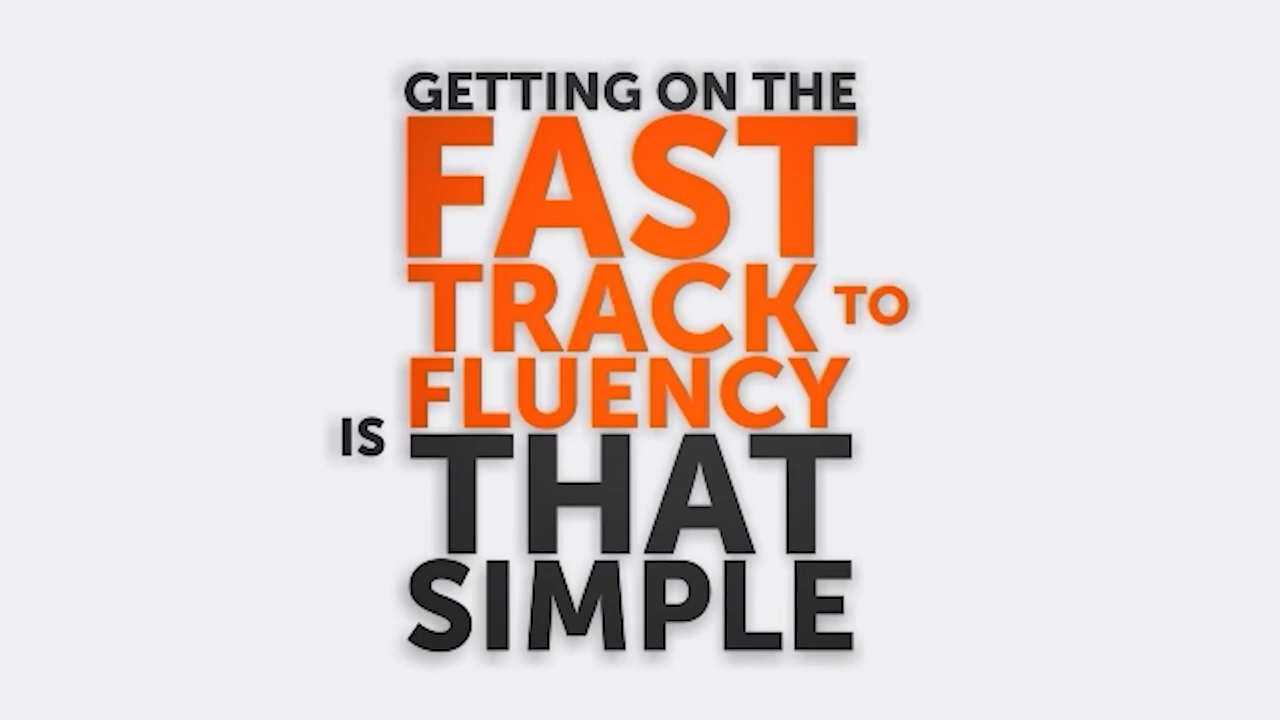 GETTING ON THE
FAST
TRACK TO
FLUENCY
IS THAT
SIMPLE